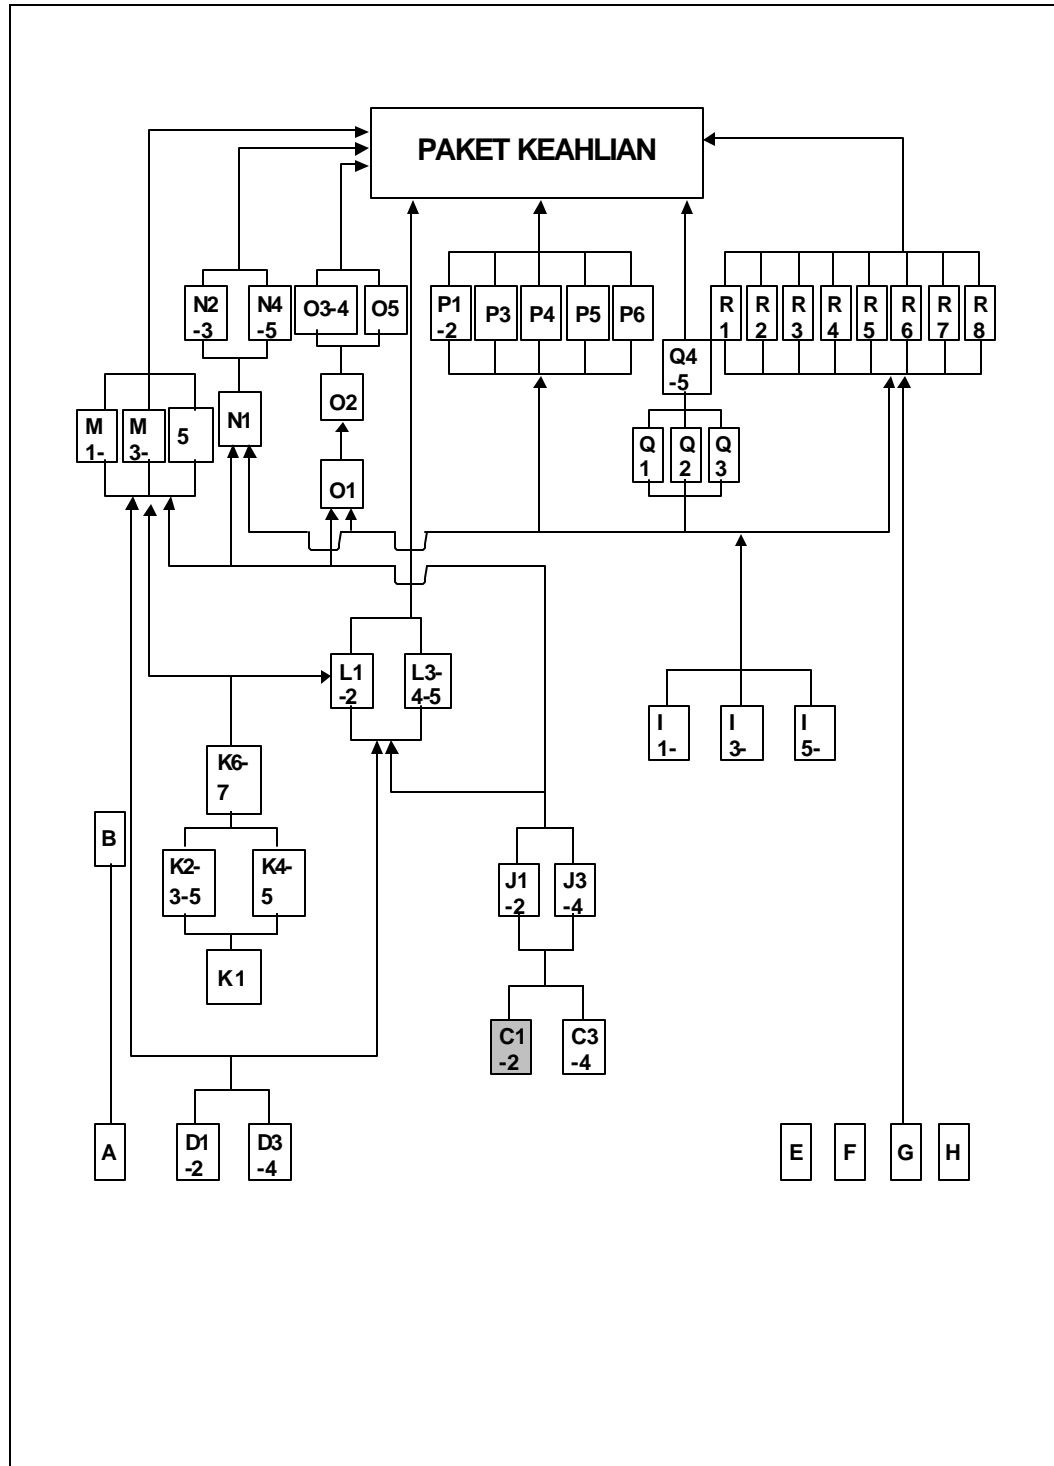 PAKET KEAHLIAN
N2
-3
N4
-5
O3-4
O5
P1
-2
P3
P4
P5
P6
R
1
R
2
R
3
R
4
R
5
R
6
R
7
R
8
Q4
-5
O2
N1
M
1-
M
3-
5
Q
1
Q
2
Q
3
O1
L1
-2
L3-
4-5
I
1-
I
3-
I
5-
K6-
7
B
K2-
3-5
K4-
5
J1
-2
J3
-4
K1
C1
-2
C3
-4
A
D1
-2
D3
-4
E
F
G
H